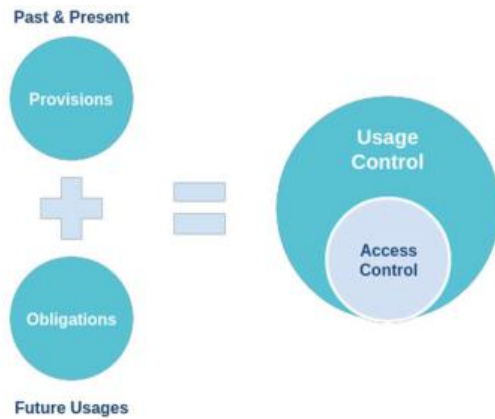 Past & Present
Provisions
Obligations
Future Usages
Usage
Control
Access
Control